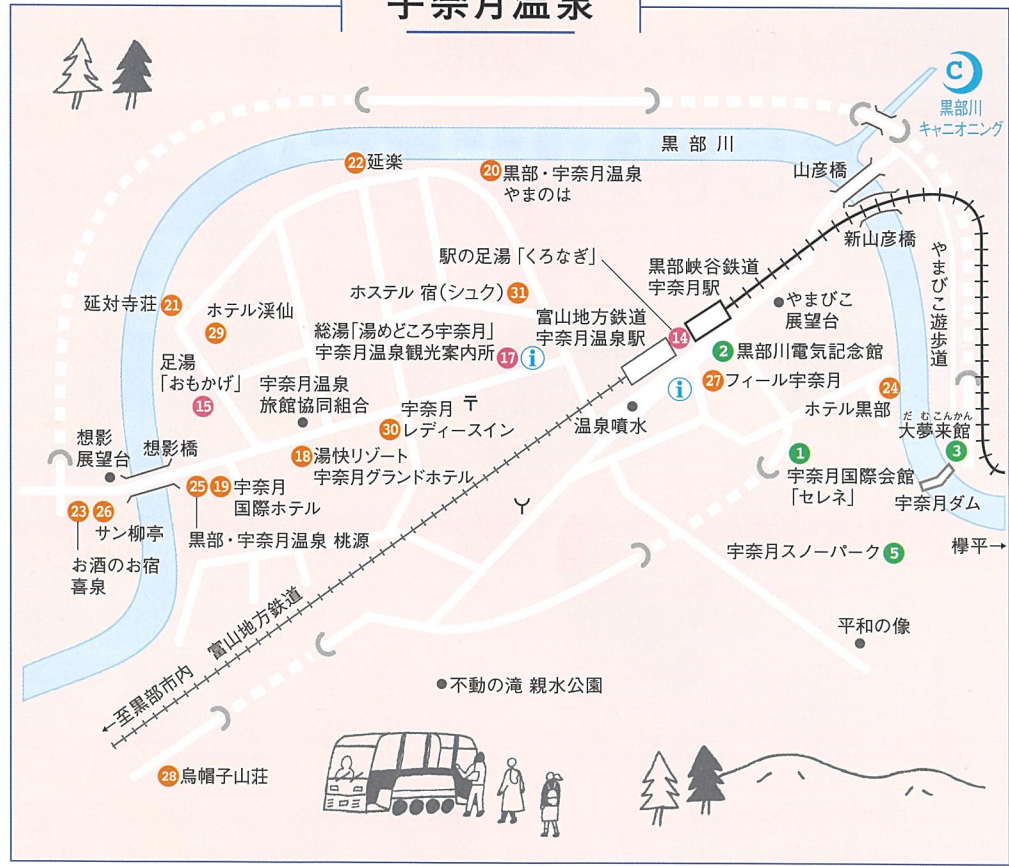 宇奈月温泉
C
黒部川
キャニオニング
黒部川
22 延楽
20 黒部・宇奈月温泉
やまのは
山彦橋
新山彦橋
やまびこ遊歩道
駅の足湯「くろなぎ」
黒部峡谷鉄道
宇奈月駅
ホステル 宿(シュク) 31
やまびこ
展望台
延対寺荘 21
29 ホテル渓仙
総湯「湯めどころ宇奈月」
宇奈月温泉観光案内所 17 i
富山地方鉄道
宇奈月温泉駅
14
2 黒部川電気記念館
足湯
「おもかげ」
15
宇奈月温泉
旅館協同組合
宇奈月 〒
30 レディースイン
i
27 フィール宇奈月
24
ホテル黒部
温泉噴水
だむこんかん
大夢来館
3
想影
展望台
想影橋
18 湯快リゾート
宇奈月グランドホテル
1
宇奈月国際会館
「セレネ」
25 19 宇奈月
国際ホテル
宇奈月ダム
23 26
サン柳亭
黒部・宇奈月温泉 桃源
お酒のお宿
喜泉
宇奈月スノーパーク 5
欅平→
←至黒部市内 富山地方鉄道
平和の像
不動の滝 親水公園
28 烏帽子山荘